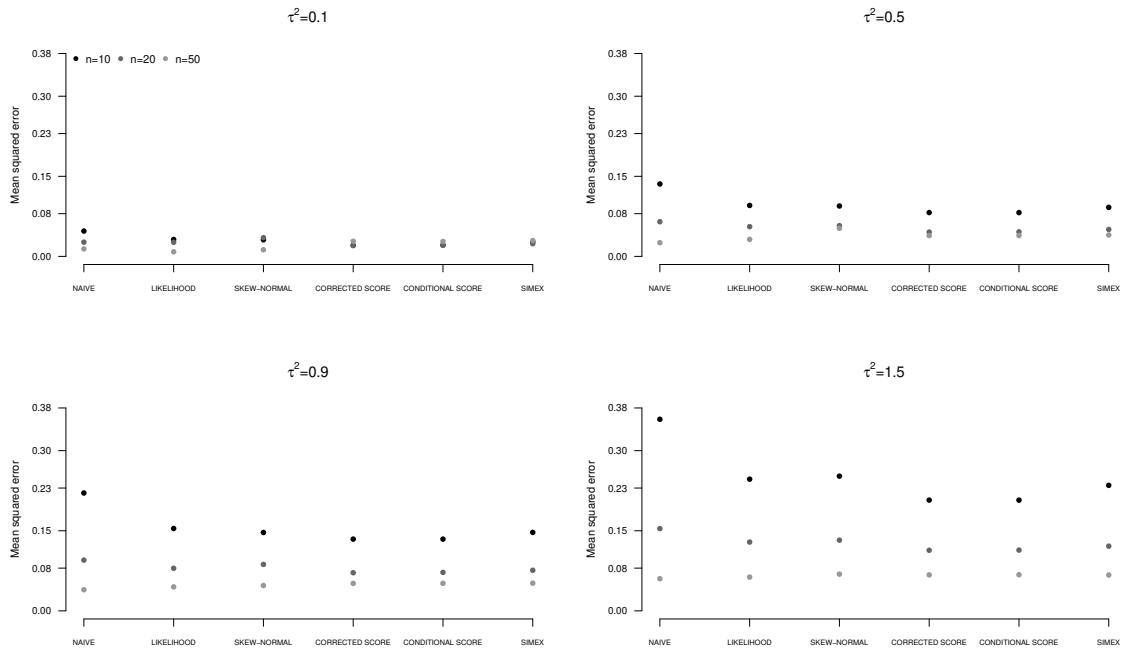 τ²=0.1
0.38
0.30
0.23
0.15
0.08
0.00
Mean squared error
n=10 n=20 n=50
NAIVE LIKELIHOOD SKEW−NORMAL CORRECTED SCORE CONDITIONAL SCORE SIMEX
τ²=0.5
0.38
0.30
0.23
0.15
0.08
0.00
Mean squared error
NAIVE LIKELIHOOD SKEW−NORMAL CORRECTED SCORE CONDITIONAL SCORE SIMEX
τ²=0.9
0.38
0.30
0.23
0.15
0.08
0.00
Mean squared error
NAIVE LIKELIHOOD SKEW−NORMAL CORRECTED SCORE CONDITIONAL SCORE SIMEX
τ²=1.5
0.38
0.30
0.23
0.15
0.08
0.00
Mean squared error
NAIVE LIKELIHOOD SKEW−NORMAL CORRECTED SCORE CONDITIONAL SCORE SIMEX